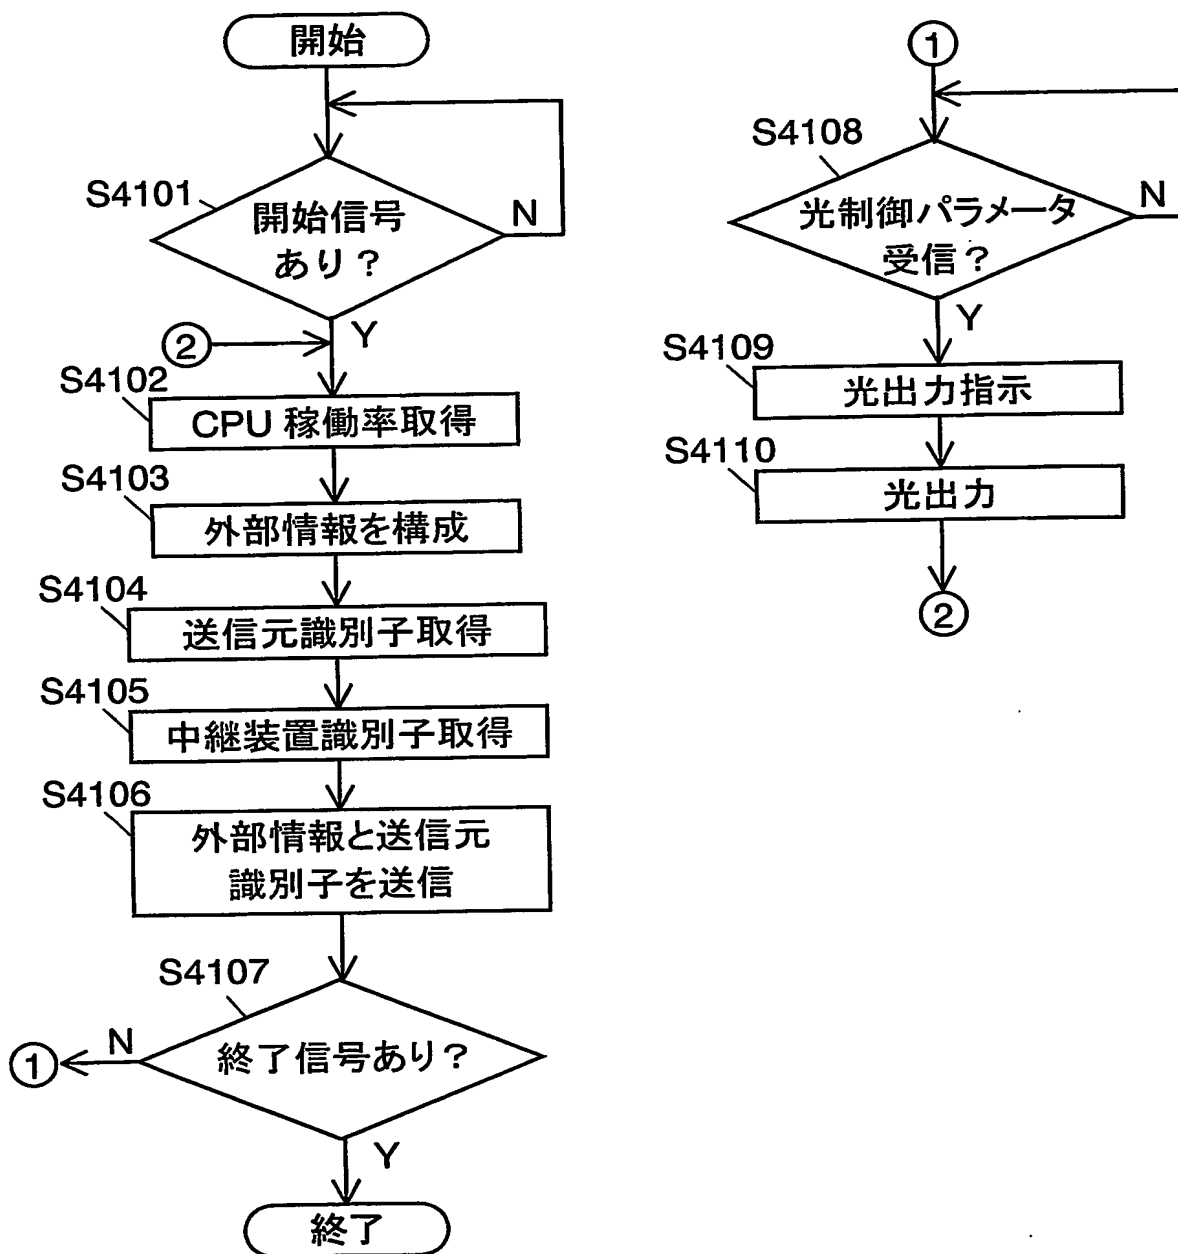 開始
S4101
開始信号
あり?
N
Y
②
S4102
CPU 稼働率取得
S4103
外部情報を構成
S4104
送信元識別子取得
S4105
中継装置識別子取得
S4106
外部情報と送信元
識別子を送信
S4107
終了信号あり?
N
①
Y
終了
①
S4108
光制御パラメータ
受信?
N
Y
S4109
光出力指示
S4110
光出力
②